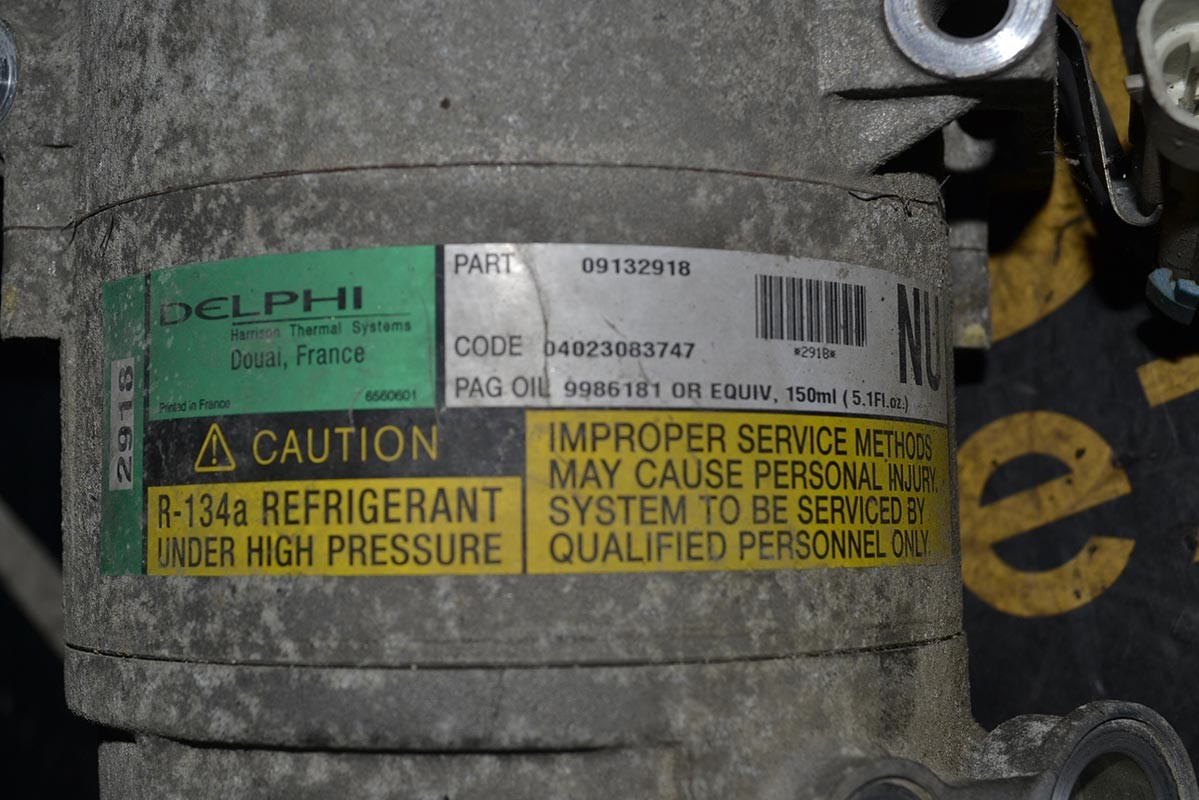 2918
DELPHI
Harrison Thermal Systems
Douai, France
Printed in France 6560601
PART 09132918
*2918*
CODE 04023083747
NU
PAG OIL 9986181 OR EQUIV, 150ml (5.1Fl.oz.)
CAUTION
R-134a REFRIGERANT
UNDER HIGH PRESSURE
IMPROPER SERVICE METHODS
MAY CAUSE PERSONAL INJURY.
SYSTEM TO BE SERVICED BY
QUALIFIED PERSONNEL ONLY.
e